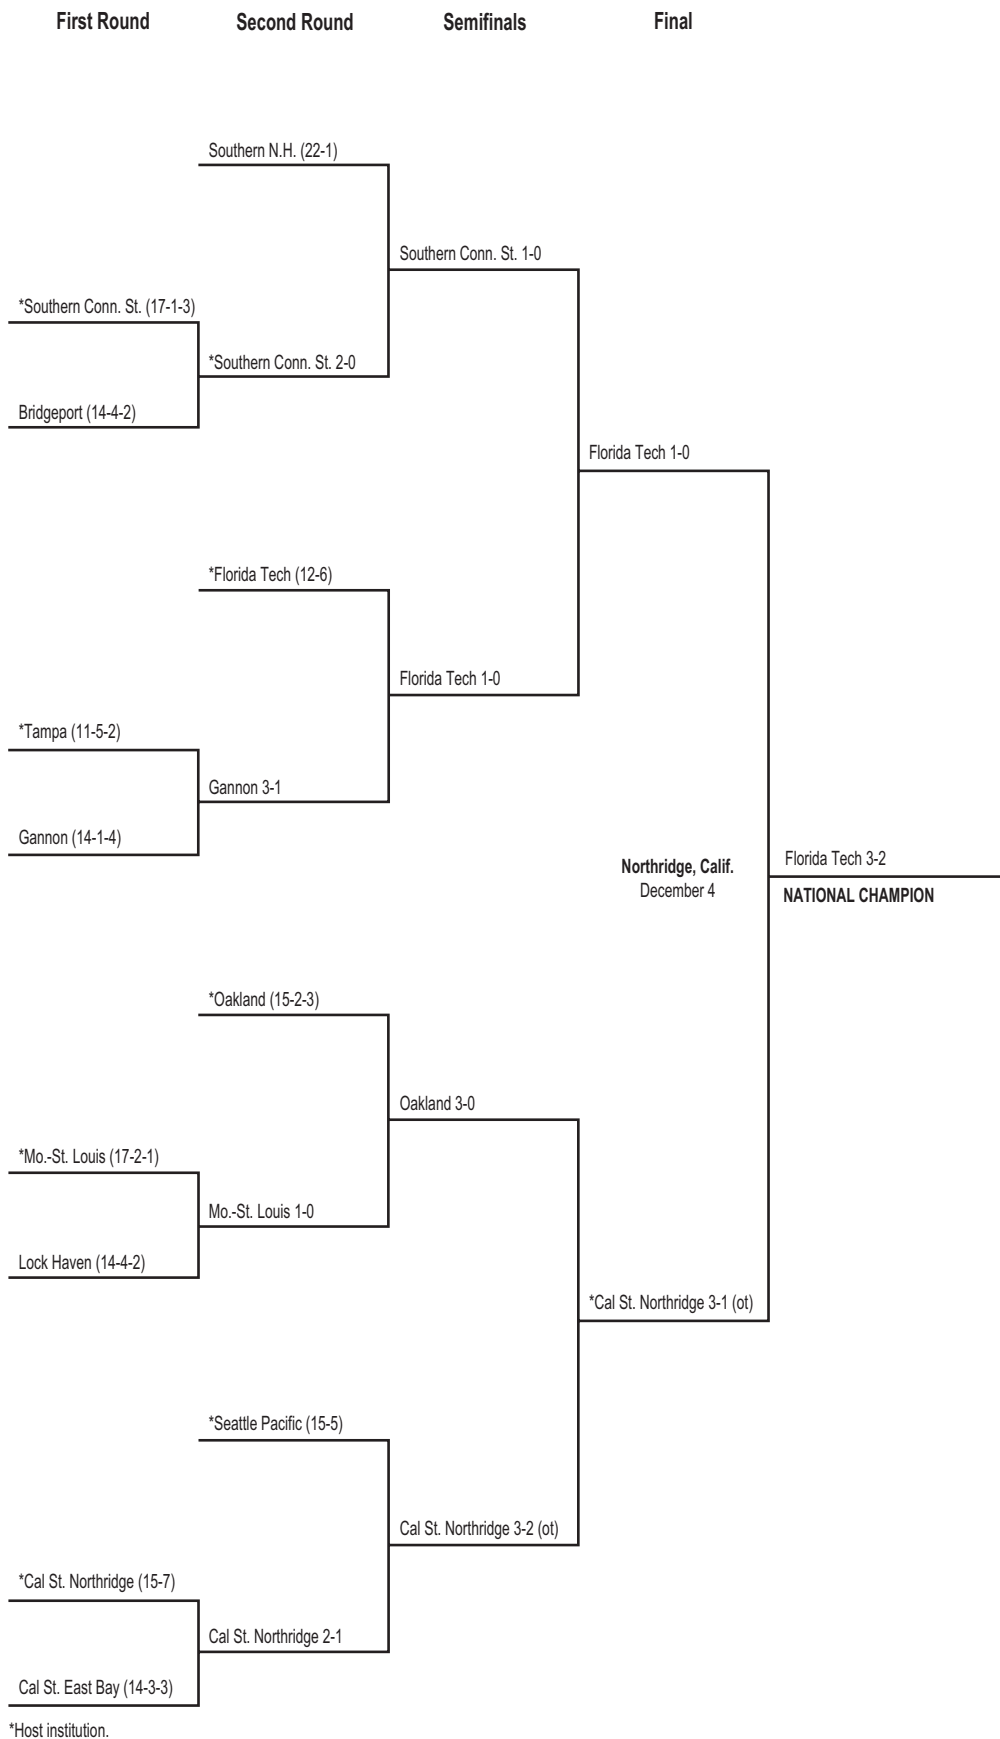 First Round
Second Round
Semifinals
Final
Southern N.H. (22-1)
Southern Conn. St. 1-0
*Southern Conn. St. (17-1-3)
*Southern Conn. St. 2-0
Bridgeport (14-4-2)
Florida Tech 1-0
*Florida Tech (12-6)
Florida Tech 1-0
*Tampa (11-5-2)
Gannon 3-1
Gannon (14-1-4)
Northridge, Calif.
December 4
Florida Tech 3-2
NATIONAL CHAMPION
*Oakland (15-2-3)
Oakland 3-0
*Mo.-St. Louis (17-2-1)
Mo.-St. Louis 1-0
Lock Haven (14-4-2)
*Cal St. Northridge 3-1 (ot)
*Seattle Pacific (15-5)
Cal St. Northridge 3-2 (ot)
*Cal St. Northridge (15-7)
Cal St. Northridge 2-1
Cal St. East Bay (14-3-3)
*Host institution.